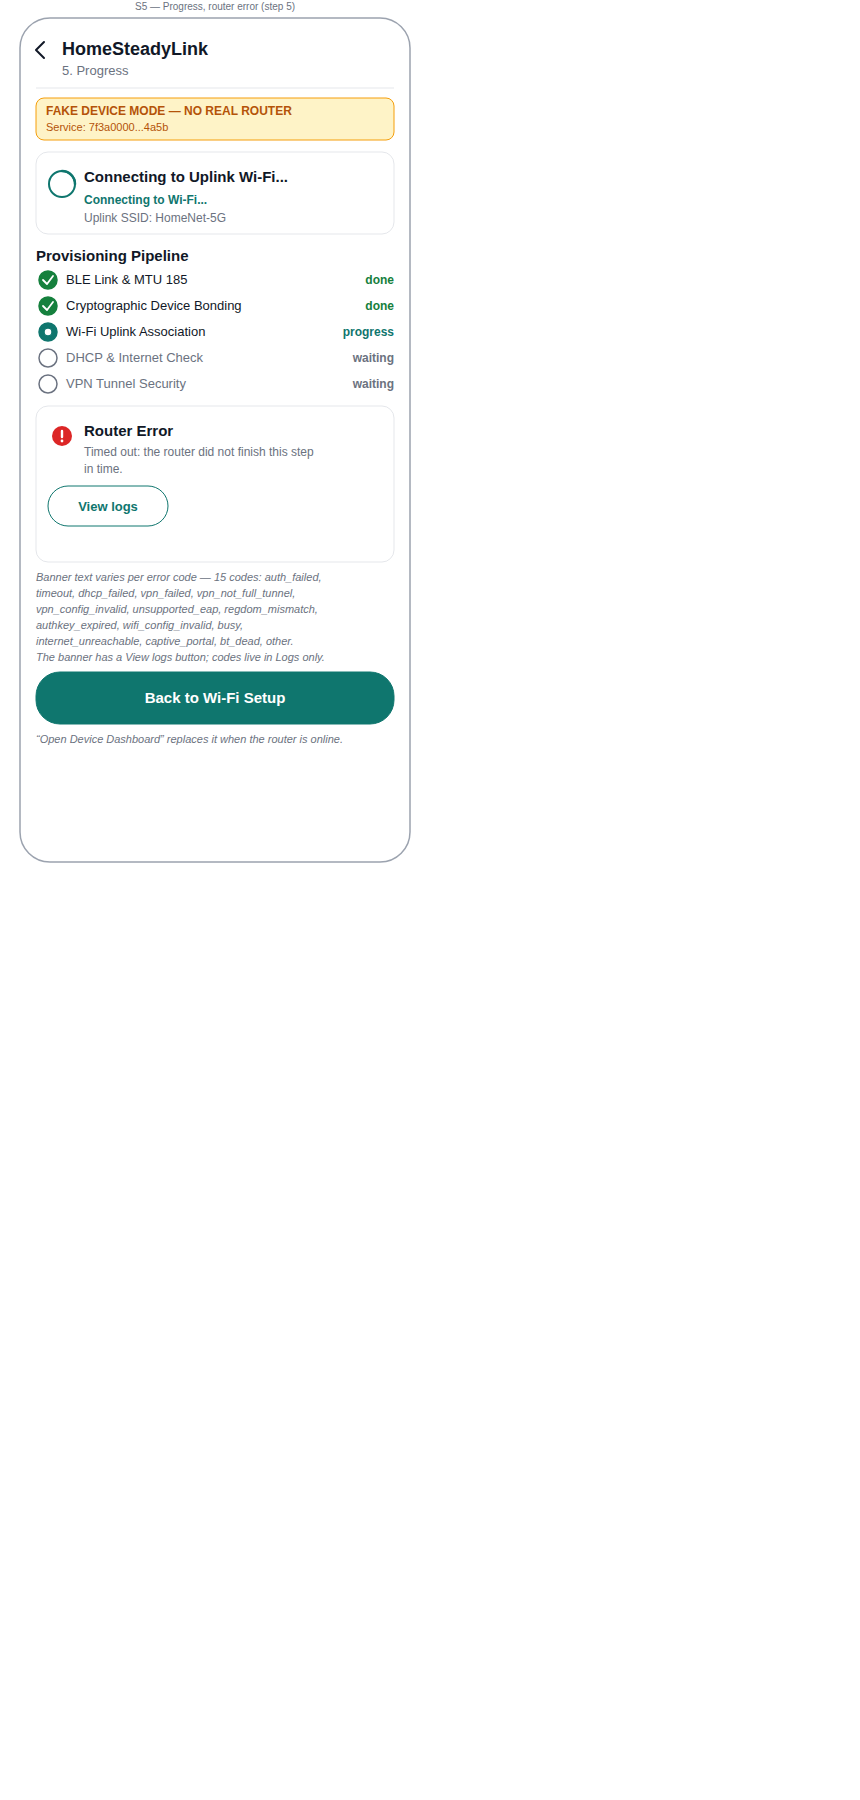 S5 — Progress, router error (step 5)
HomeSteadyLink
5. Progress
FAKE DEVICE MODE — NO REAL ROUTER
Service: 7f3a0000...4a5b
Connecting to Uplink Wi-Fi...
Connecting to Wi-Fi...
Uplink SSID: HomeNet-5G
Provisioning Pipeline
BLE Link & MTU 185 done
Cryptographic Device Bonding done
Wi-Fi Uplink Association progress
DHCP & Internet Check waiting
VPN Tunnel Security waiting
Router Error
Timed out: the router did not finish this step
in time.
View logs
Banner text varies per error code — 15 codes: auth_failed,
timeout, dhcp_failed, vpn_failed, vpn_not_full_tunnel,
vpn_config_invalid, unsupported_eap, regdom_mismatch,
authkey_expired, wifi_config_invalid, busy,
internet_unreachable, captive_portal, bt_dead, other.
The banner has a View logs button; codes live in Logs only.
Back to Wi-Fi Setup
“Open Device Dashboard” replaces it when the router is online.